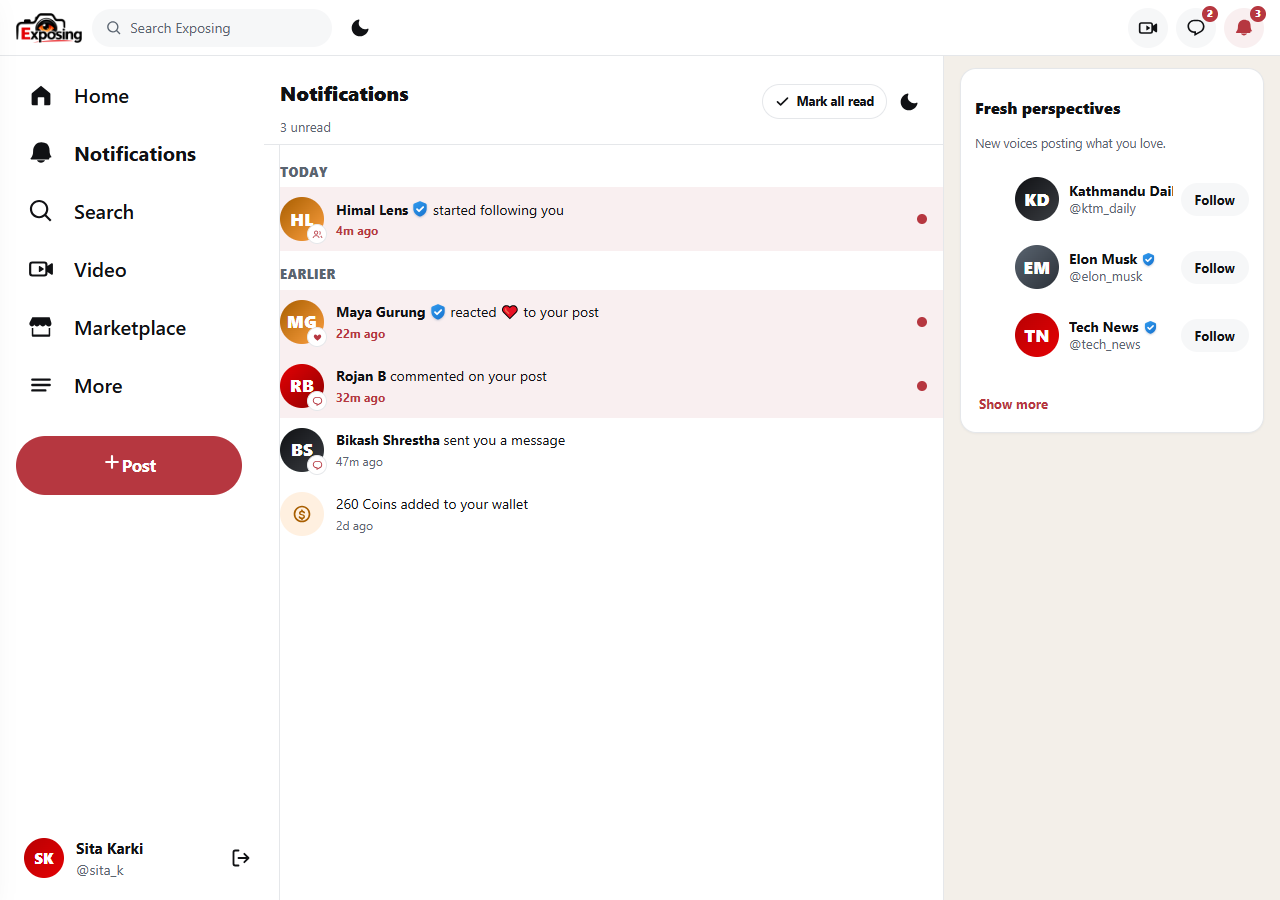 Exposing
Search Exposing
2
3
Home
Notifications
Search
Video
Marketplace
More
Post
Sita Karki
SK
@sita_k
Notifications
3 unread
Mark all read
TODAY
HL
Himal Lens started following you
4m ago
EARLIER
MG
Maya Gurung reacted ❤️ to your post
22m ago
RB
Rojan B commented on your post
32m ago
BS
Bikash Shrestha sent you a message
47m ago
260 Coins added to your wallet
2d ago
Fresh perspectives
New voices posting what you love.
KD
Kathmandu Dai
@ktm_daily
Follow
EM
Elon Musk
@elon_musk
Follow
TN
Tech News
@tech_news
Follow
Show more